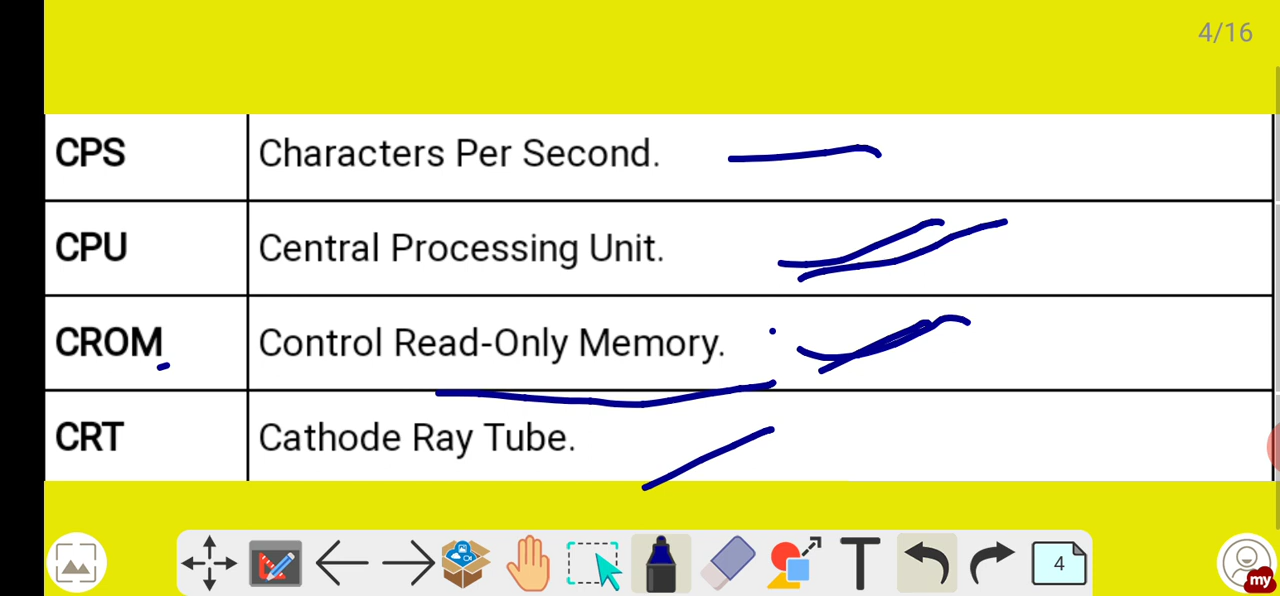 4/16
CPS Characters Per Second.
CPU Central Processing Unit.
CROM Control Read-Only Memory.
CRT Cathode Ray Tube.
T 4 my